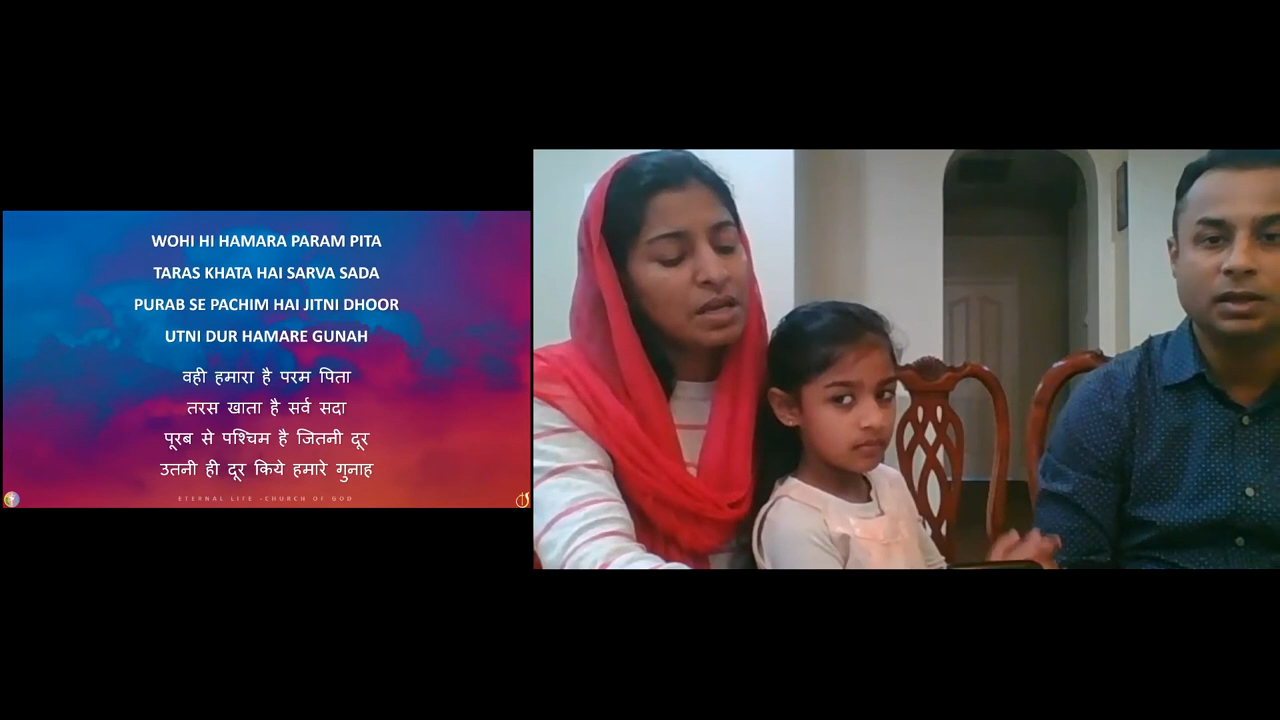 WOHI HI HAMARA PARAM PITA
TARAS KHATA HAI SARVA SADA
PURAB SE PACHIM HAI JITNI DHOOR
UTNI DUR HAMARE GUNAH
वही हमारा है परम पिता
तरस खाता है सर्व सदा
पूरब से पश्चिम है जितनी दूर
उतनी ही दूर किये हमारे गुनाह
ETERNAL LIFE -CHURCH OF GOD